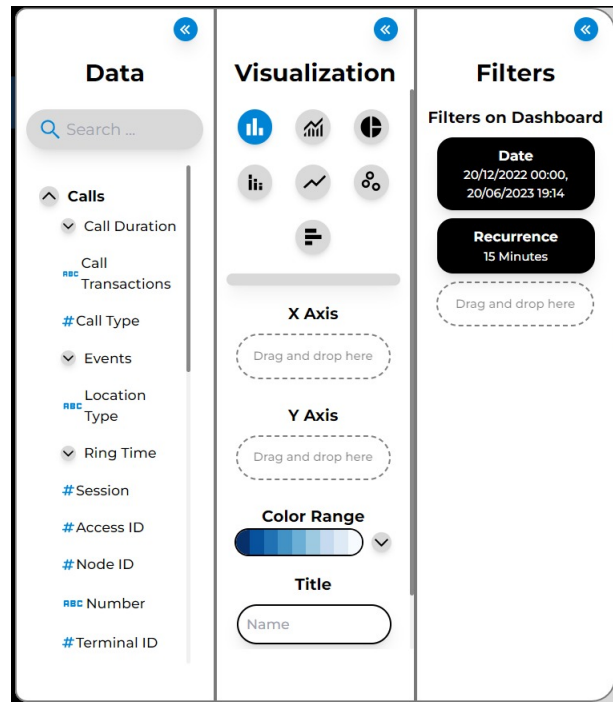 Data
Search ...
Calls
Call Duration
ABC Call
Transactions
# Call Type
Events
ABC Location
Type
Ring Time
# Session
# Access ID
# Node ID
ABC Number
# Terminal ID
Visualization
X Axis
Drag and drop here
Y Axis
Drag and drop here
Color Range
Title
Name
Filters
Filters on Dashboard
Date
20/12/2022 00:00,
20/06/2023 19:14
Recurrence
15 Minutes
Drag and drop here